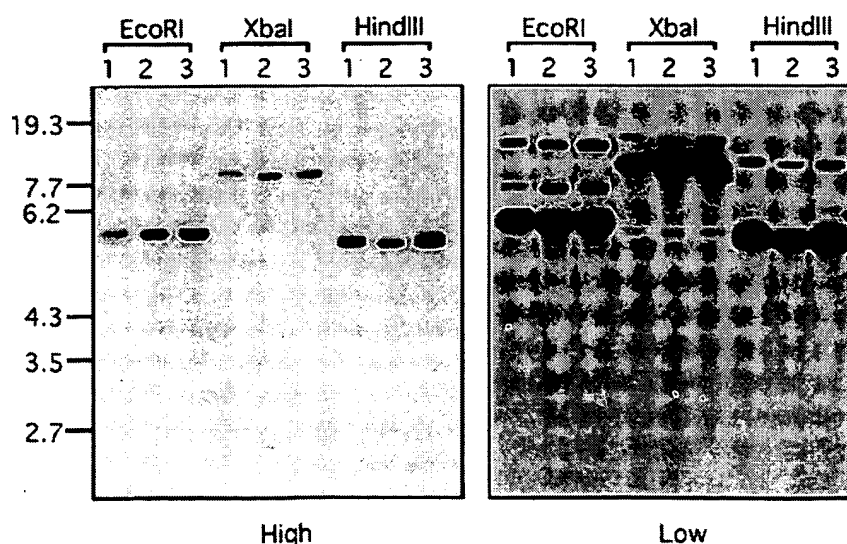 EcoRI XbaI HindIII EcoRI XbaI HindIII
1 2 3 1 2 3 1 2 3 1 2 3 1 2 3 1 2 3
19.3
7.7
6.2
4.3
3.5
2.7
High Low